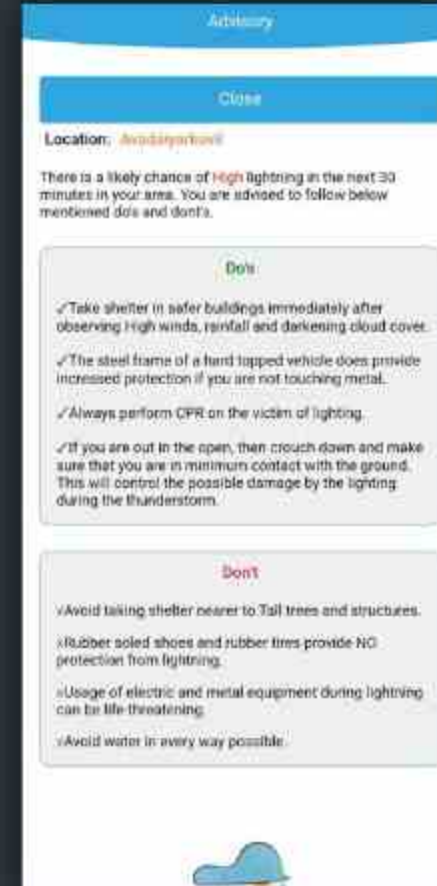 Advisory
Close
Location: Avadaiyarkovil
There is a likely chance of High lightning in the next 30
minutes in your area. You are advised to follow below
mentioned do's and dont's.
Do's
✓Take shelter in safer buildings immediately after
observing High winds, rainfall and darkening cloud cover.
✓The steel frame of a hard topped vehicle does provide
increased protection if you are not touching metal.
✓Always perform CPR on the victim of lighting.
✓If you are out in the open, then crouch down and make
sure that you are in minimum contact with the ground.
This will control the possible damage by the lighting
during the thunderstorm.
Don't
×Avoid taking shelter nearer to Tall trees and structures.
×Rubber soled shoes and rubber tires provide NO
protection from lightning.
×Usage of electric and metal equipment during lightning
can be life threatening.
×Avoid water in every way possible.